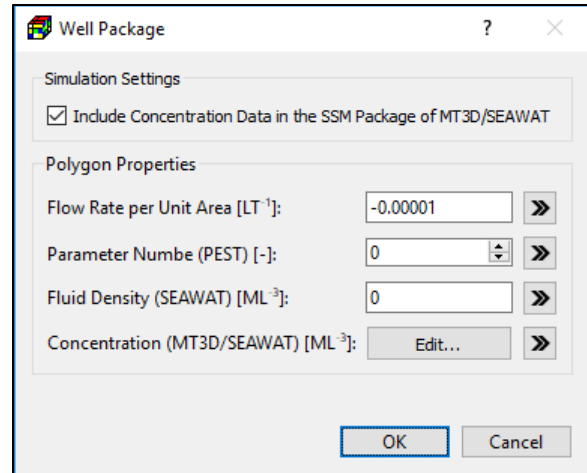 Well Package ?
Simulation Settings
Include Concentration Data in the SSM Package of MT3D/SEAWAT
Polygon Properties
Flow Rate per Unit Area [LT⁻¹]: -0.00001
Parameter Numbe (PEST) [-]: 0
Fluid Density (SEAWAT) [ML⁻³]: 0
Concentration (MT3D/SEAWAT) [ML⁻³]: Edit...
OK Cancel